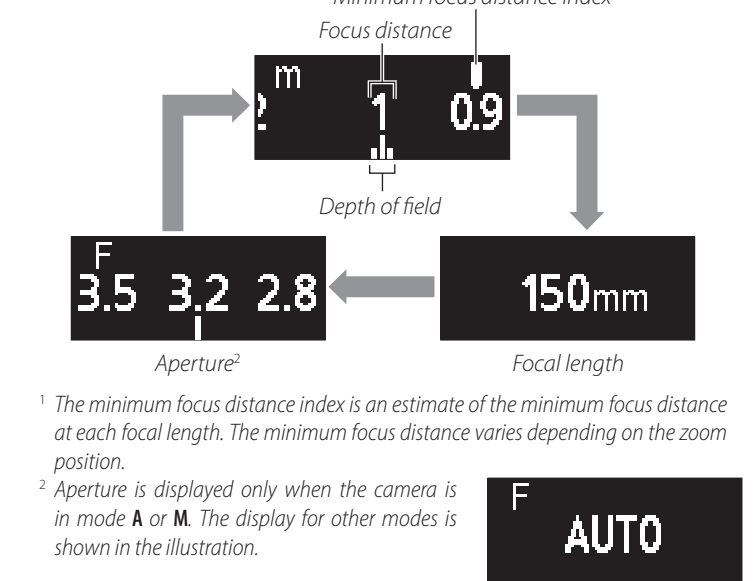 Minimum focus distance index
Focus distance
m
1 0.9
Depth of field
F
3.5 3.2 2.8
150mm
Aperture²
Focal length
¹ The minimum focus distance index is an estimate of the minimum focus distance
at each focal length. The minimum focus distance varies depending on the zoom
position.
² Aperture is displayed only when the camera is
in mode A or M. The display for other modes is
shown in the illustration.
F
AUTO